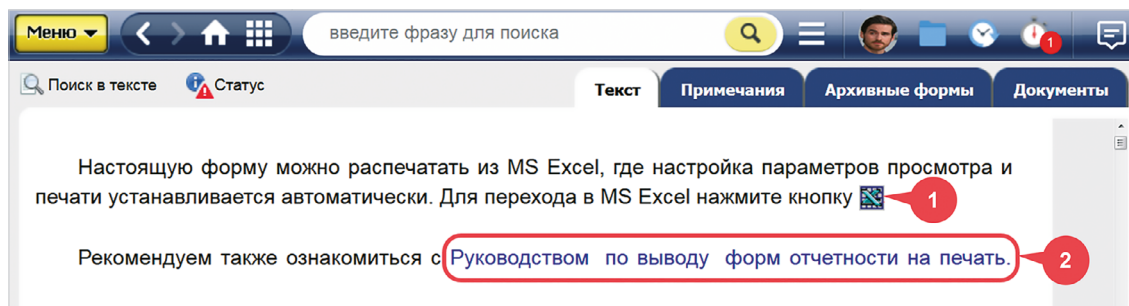 Меню
введите фразу для поиска
1
Поиск в тексте
Статус
Текст
Примечания
Архивные формы
Документы
Настоящую форму можно распечатать из MS Excel, где настройка параметров просмотра и
печати устанавливается автоматически. Для перехода в MS Excel нажмите кнопку
1
Рекомендуем также ознакомиться с Руководством по выводу форм отчетности на печать.
2